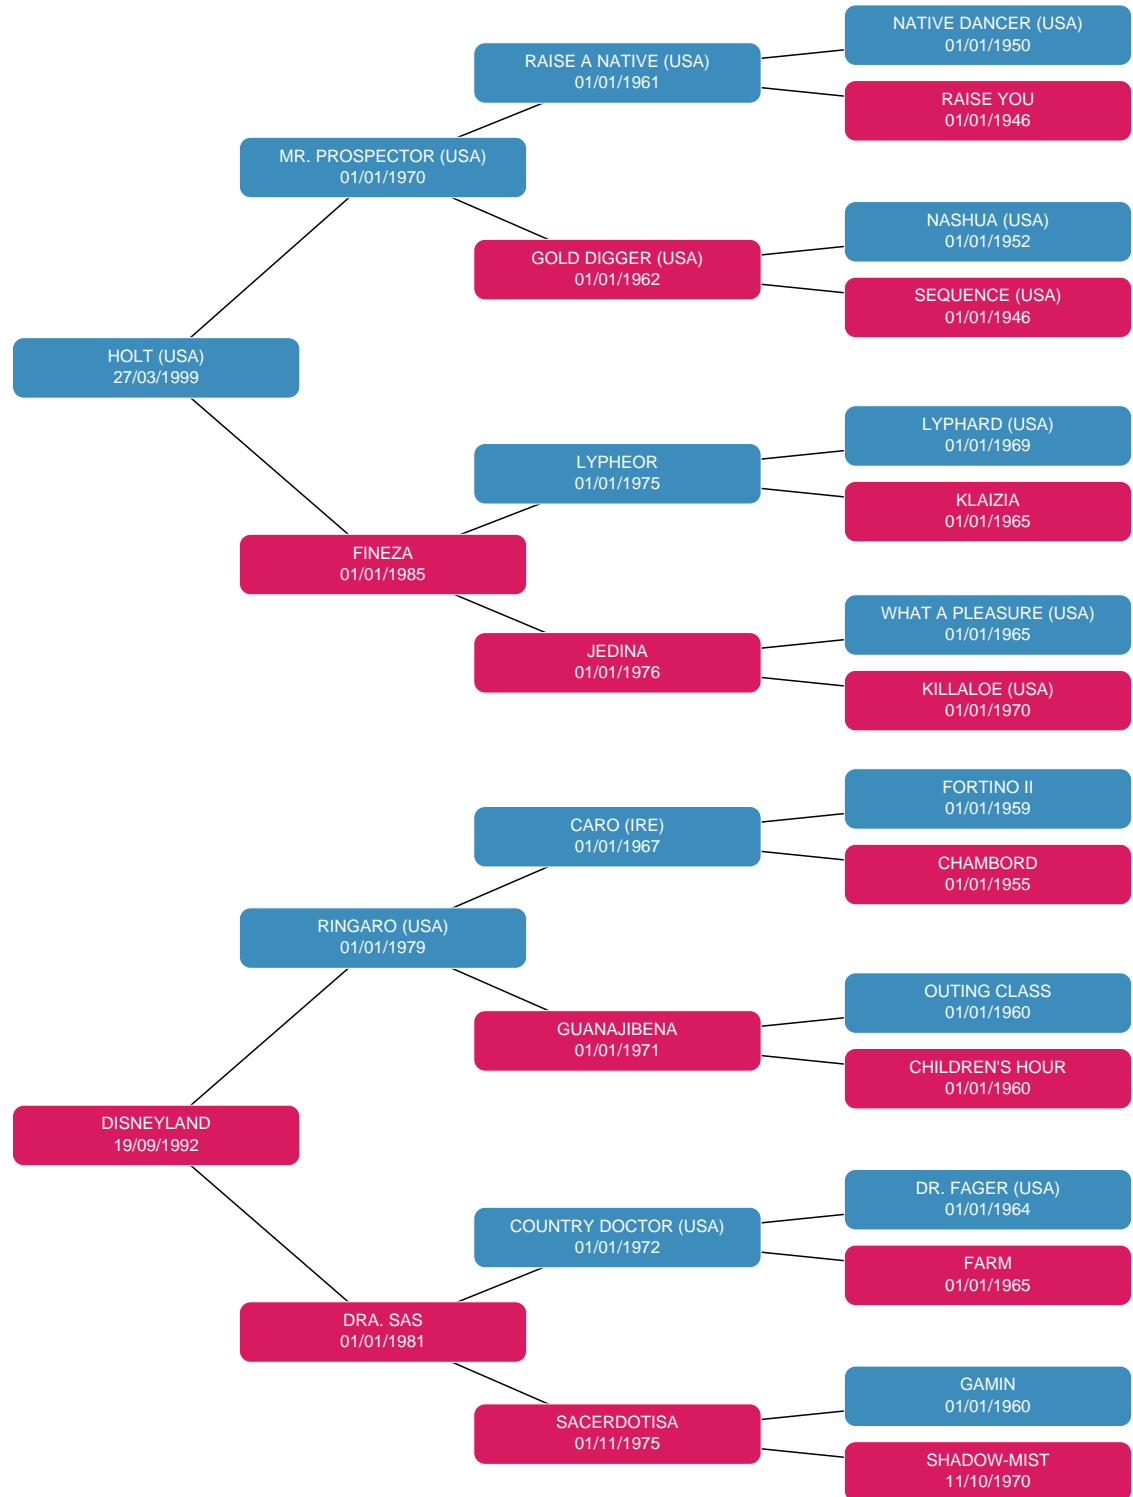 NATIVE DANCER (USA)
01/01/1950
RAISE A NATIVE (USA)
01/01/1961
RAISE YOU
01/01/1946
MR. PROSPECTOR (USA)
01/01/1970
NASHUA (USA)
01/01/1952
GOLD DIGGER (USA)
01/01/1962
SEQUENCE (USA)
01/01/1946
HOLT (USA)
27/03/1999
LYPHARD (USA)
01/01/1969
LYPHEOR
01/01/1975
KLAIZIA
01/01/1965
FINEZA
01/01/1985
WHAT A PLEASURE (USA)
01/01/1965
JEDINA
01/01/1976
KILLALOE (USA)
01/01/1970
FORTINO II
01/01/1959
CARO (IRE)
01/01/1967
CHAMBORD
01/01/1955
RINGARO (USA)
01/01/1979
OUTING CLASS
01/01/1960
GUANAJIBENA
01/01/1971
CHILDREN'S HOUR
01/01/1960
DISNEYLAND
19/09/1992
DR. FAGER (USA)
01/01/1964
COUNTRY DOCTOR (USA)
01/01/1972
FARM
01/01/1965
DRA. SAS
01/01/1981
GAMIN
01/01/1960
SACERDOTISA
01/11/1975
SHADOW-MIST
11/10/1970